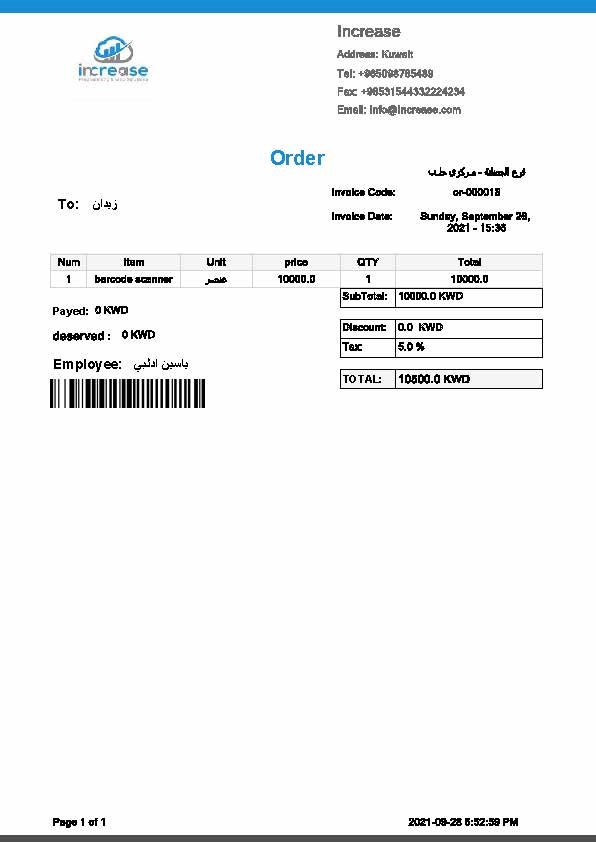 increase
Increase
Address: Kuwait
Tel: +965098765489
Fax: +96531544332224234
Email: info@increase.com
Order
فرع الجميلية - مركزي حلب
To: زيدان
Invoice Code: or-000018
Invoice Date: Sunday, September 28, 2021 - 15:36
Num Item Unit price QTY Total
1 barcode scanner عنصر 10000.0 1 10000.0
SubTotal: 10000.0 KWD
Payed: 0 KWD
Discount: 0.0 KWD
deserved : 0 KWD
Tax: 5.0 %
Employee: ياسين ادلبي
TOTAL: 10500.0 KWD
Page 1 of 1 2021-09-28 5:52:59 PM